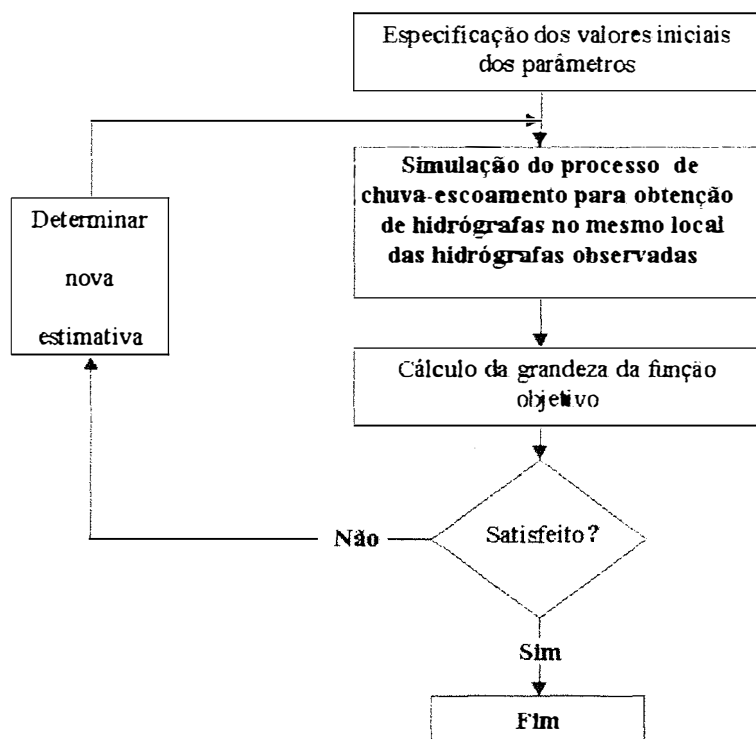 Especificação dos valores iniciais
dos parâmetros
Simulação do processo de
chuva-escoamento para obtenção
de hidrógrafas no mesmo local
das hidrógrafas observadas
Determinar
nova
estimativa
Cálculo da grandeza da função
objetivo
Satisfeito?
Não
Sim
Fim